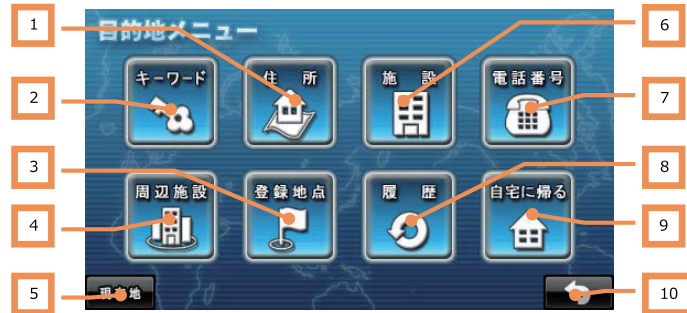 目的地メニュー
1
6
キーワード
住 所
施 設
電話番号
2
7
3
8
周辺施設
登録地点
履 歴
自宅に帰る
4
9
5
現在地
10